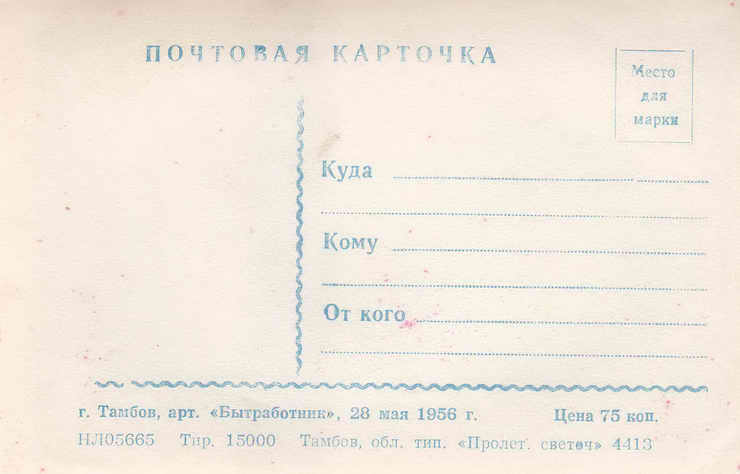 ПОЧТОВАЯ КАРТОЧКА
Место
для
марки
Куда
Кому
От кого
г. Тамбов, арт. «Бытработник», 28 мая 1956 г. Цена 75 коп.
НЛ05665 Тир. 15000 Тамбов, обл. тип. «Пролет. светоч» 4413